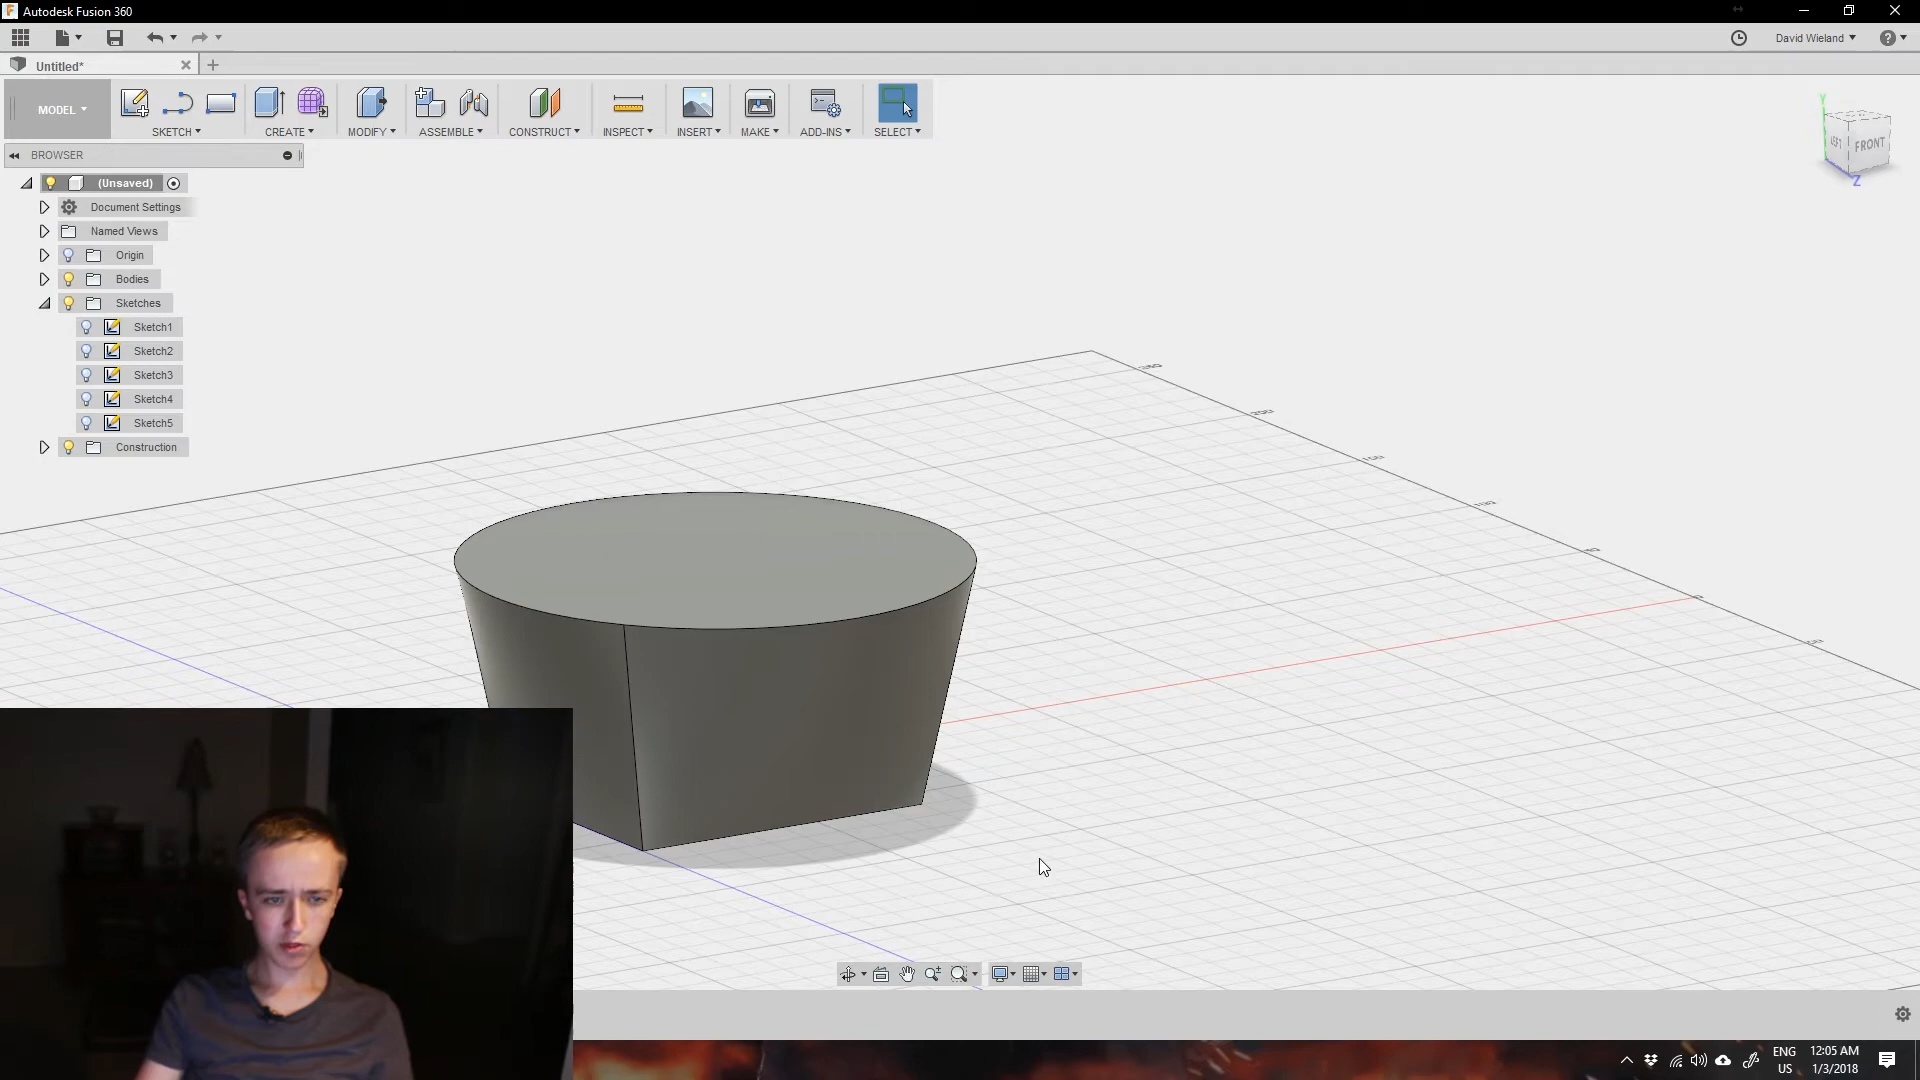 Autodesk Fusion 360
David Wieland
Untitled*
MODEL
SKETCH
CREATE
MODIFY
ASSEMBLE
CONSTRUCT
INSPECT
INSERT
MAKE
ADD-INS
SELECT
BROWSER
(Unsaved)
Document Settings
Named Views
Origin
Bodies
Sketches
Sketch1
Sketch2
Sketch3
Sketch4
Sketch5
Construction
Y
LEFT
FRONT
Z
ENG
US
12:05 AM
1/3/2018